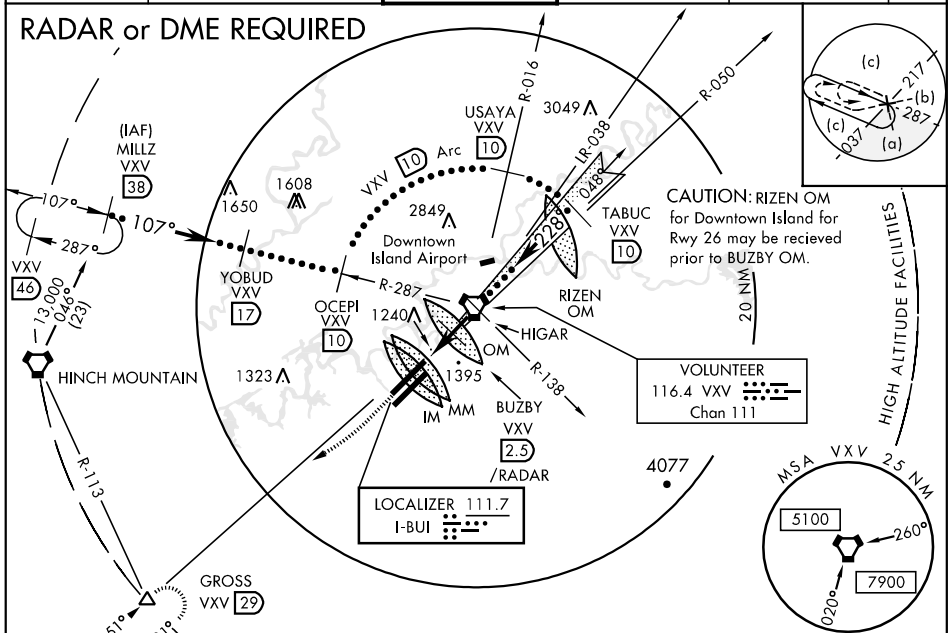 RADAR or DME REQUIRED
(IAF)
MILLZ
VXV
38
107°
107°
287°
VXV
46
13,000
046°
(23)
HINCH MOUNTAIN
R-113
GROSS
VXV 29
1650
1608
YOBUD
VXV
17
OCEPI
VXV
10
R-287
VXV 10 Arc
USAYA
VXV
10
R-016
3049
LR-038
R-050
048°
228°
2849
Downtown
Island Airport
TABUC
VXV
10
CAUTION: RIZEN OM
for Downtown Island for
Rwy 26 may be recieved
prior to BUZBY OM.
RIZEN
OM
20 NM
1240
1323
HIGAR
OM
1395
R-138
IM
MM
BUZBY
VXV
2.5
/RADAR
VOLUNTEER
116.4 VXV
Chan 111
LOCALIZER 111.7
I-BUI
4077
HIGH ALTITUDE FACILITIES
(c)
217
(b)
287
(c)
037
(a)
MSA VXV 25 NM
5100
260°
7900
020°